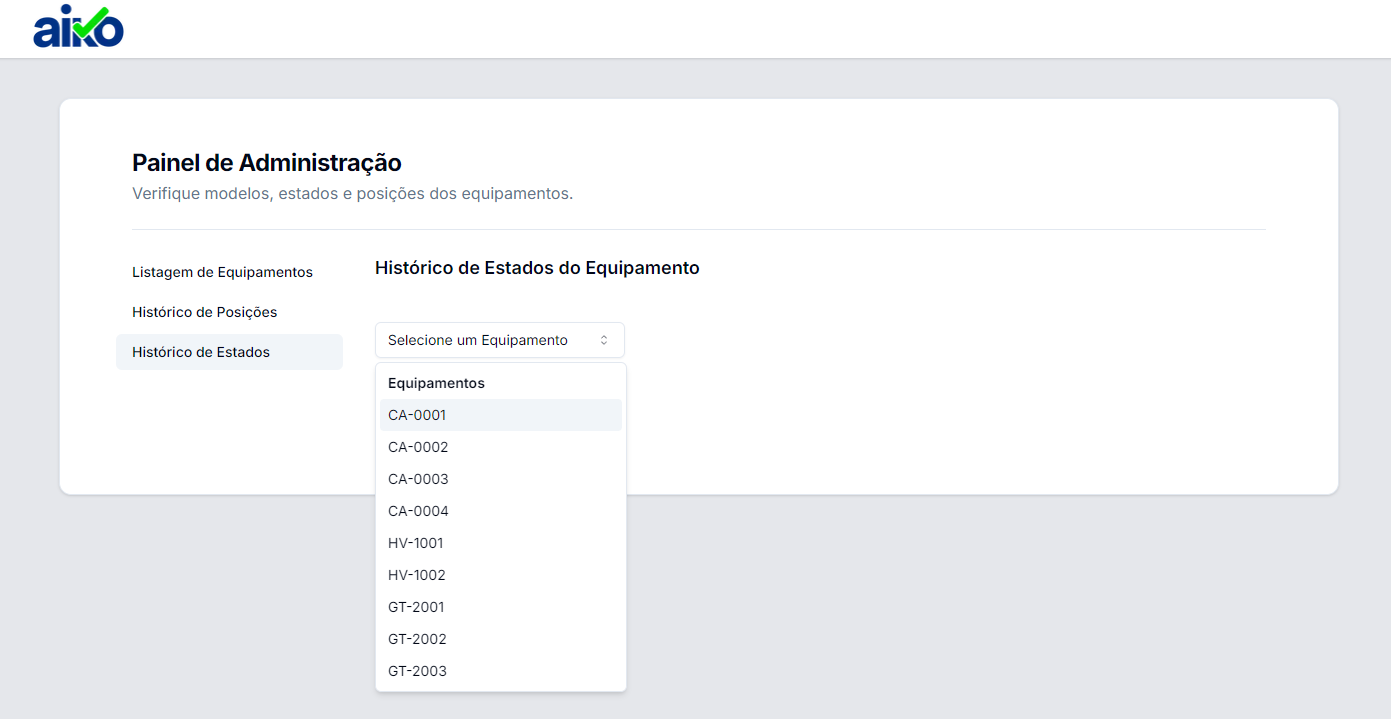 aiko
Painel de Administração
Verifique modelos, estados e posições dos equipamentos.
Listagem de Equipamentos
Histórico de Posições
Histórico de Estados
Histórico de Estados do Equipamento
Selecione um Equipamento
Equipamentos
CA-0001
CA-0002
CA-0003
CA-0004
HV-1001
HV-1002
GT-2001
GT-2002
GT-2003